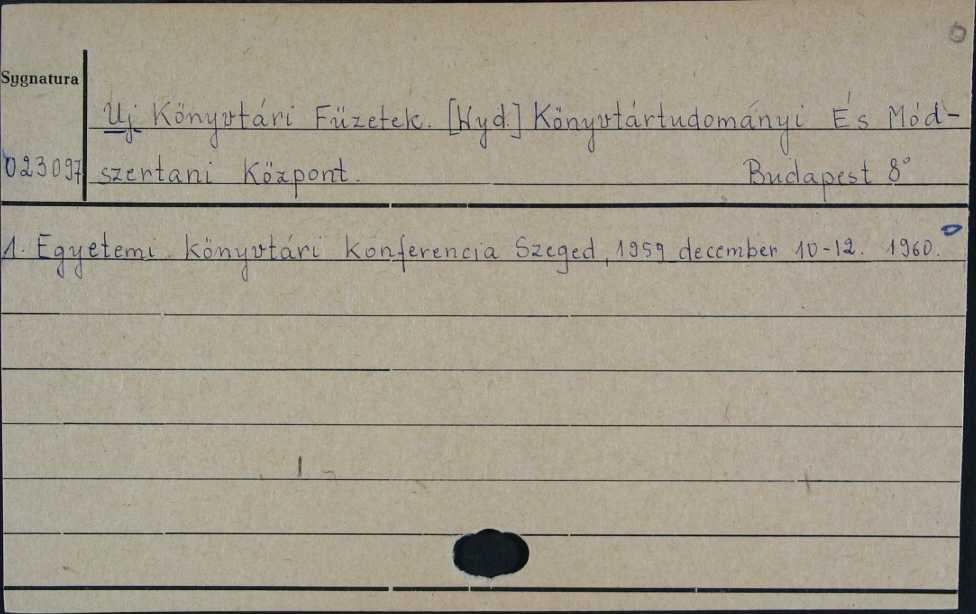 Sygnatura
Uj Könyvtári Füzetek. [Wyd.] Könyvtártudományi És Mód-
023097 szertani Központ. Budapest 8°
1. Egyetemi könyvtári konferencia Szeged, 1959 december 10-12. 1960.